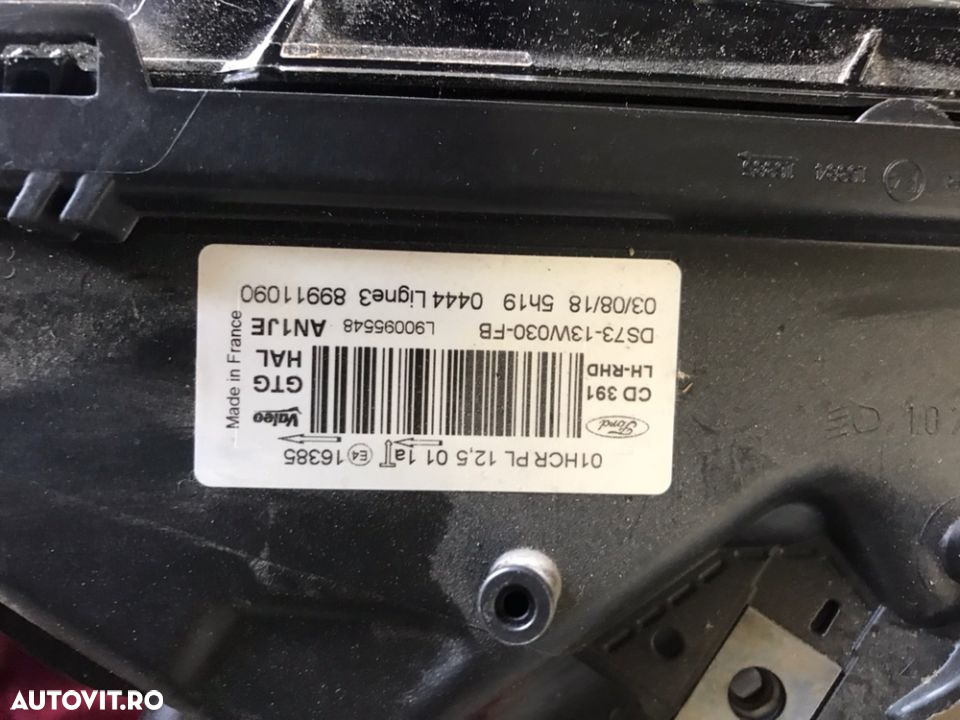 01HCR PL 12,5 01 1a E4 16385
Ford
CD 391
LH-RHD
Valeo
GTG
HAL
DS73-13W030-FB L90095548 AN1JE
03/08/18 5h19 0444 Ligne3 89911090
Made in France
AUTOVIT.RO